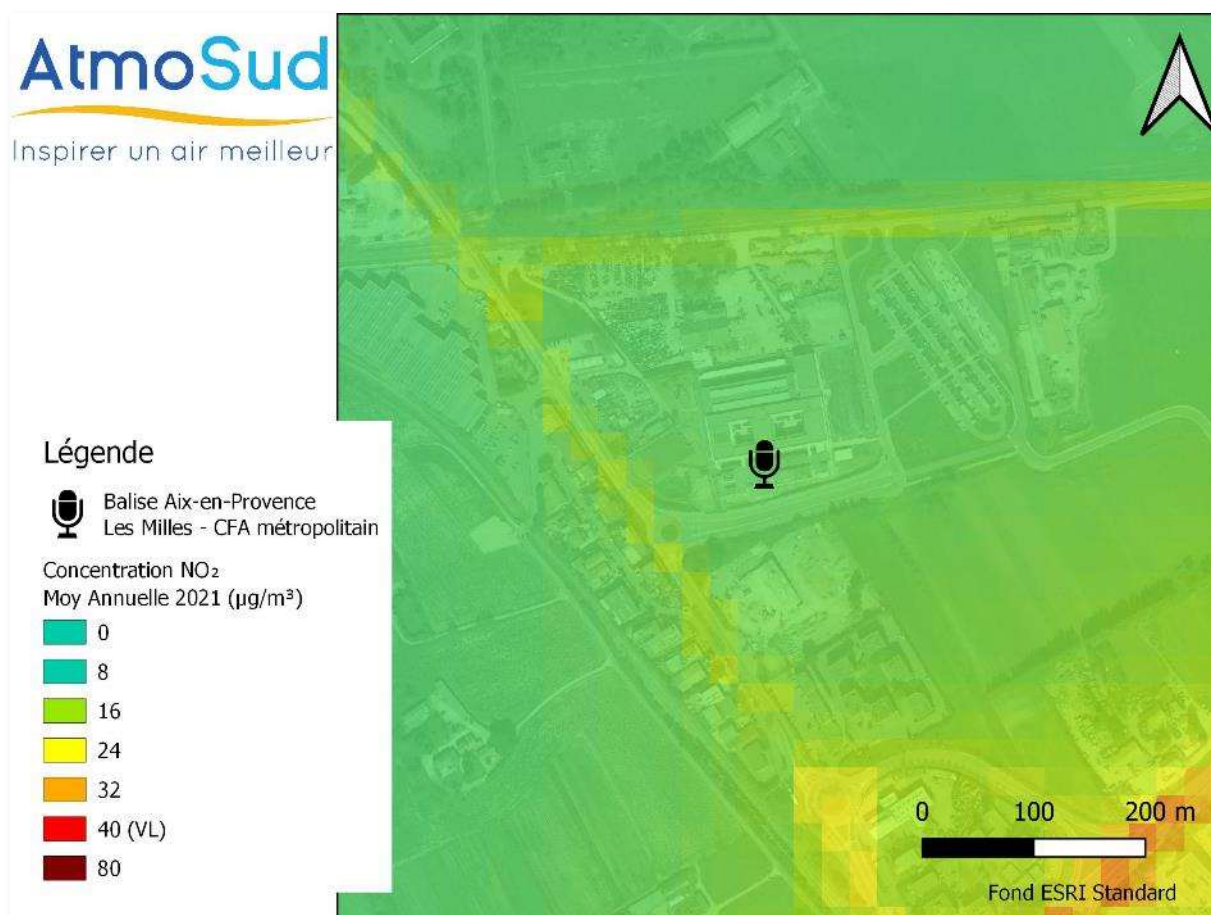 AtmoSud
Inspirer un air meilleur
Légende
Balise Aix-en-Provence
Les Milles - CFA métropolitain
Concentration NO₂
Moy Annuelle 2021 (µg/m³)
0
8
16
24
32
40 (VL)
80
0 100 200 m
Fond ESRI Standard